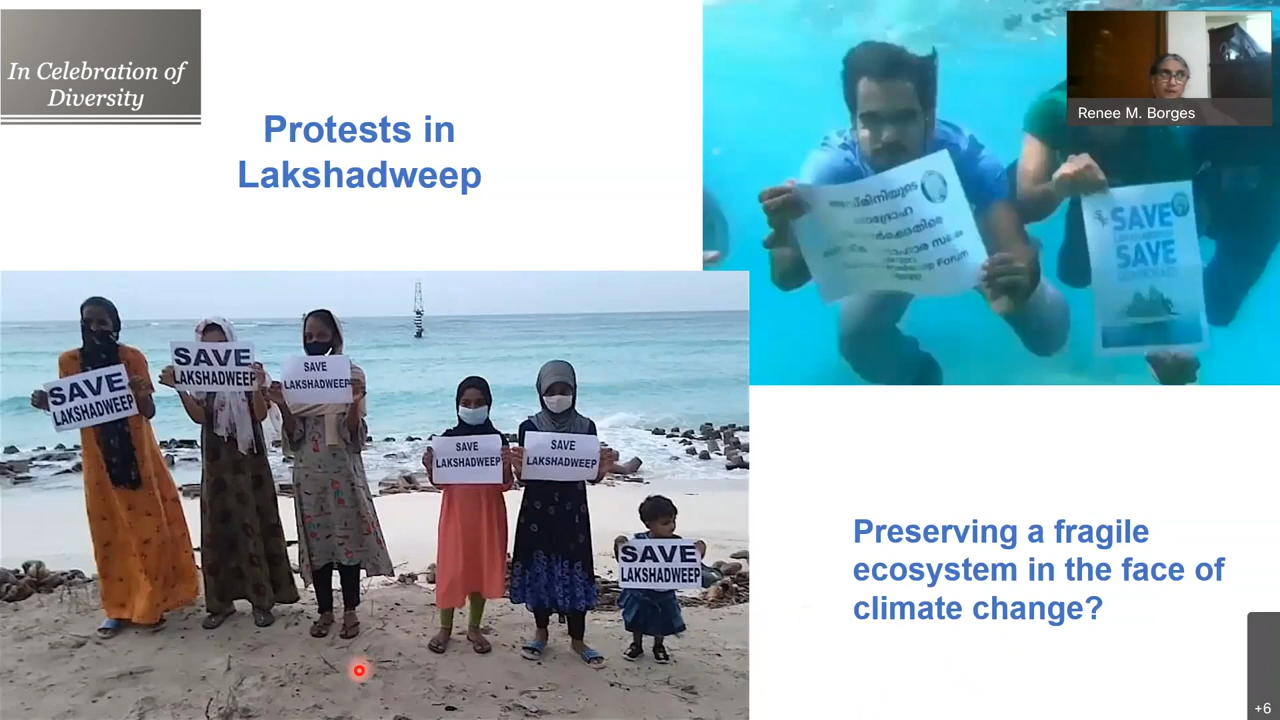 In Celebration of
Diversity
Protests in
Lakshadweep
Renee M. Borges
SAVE
SAVE
Forum
SAVE
LAKSHADWEEP
SAVE
LAKSHADWEEP
SAVE
LAKSHADWEEP
SAVE
LAKSHADWEEP
SAVE
LAKSHADWEEP
SAVE
LAKSHADWEEP
Preserving a fragile
ecosystem in the face of
climate change?
+6